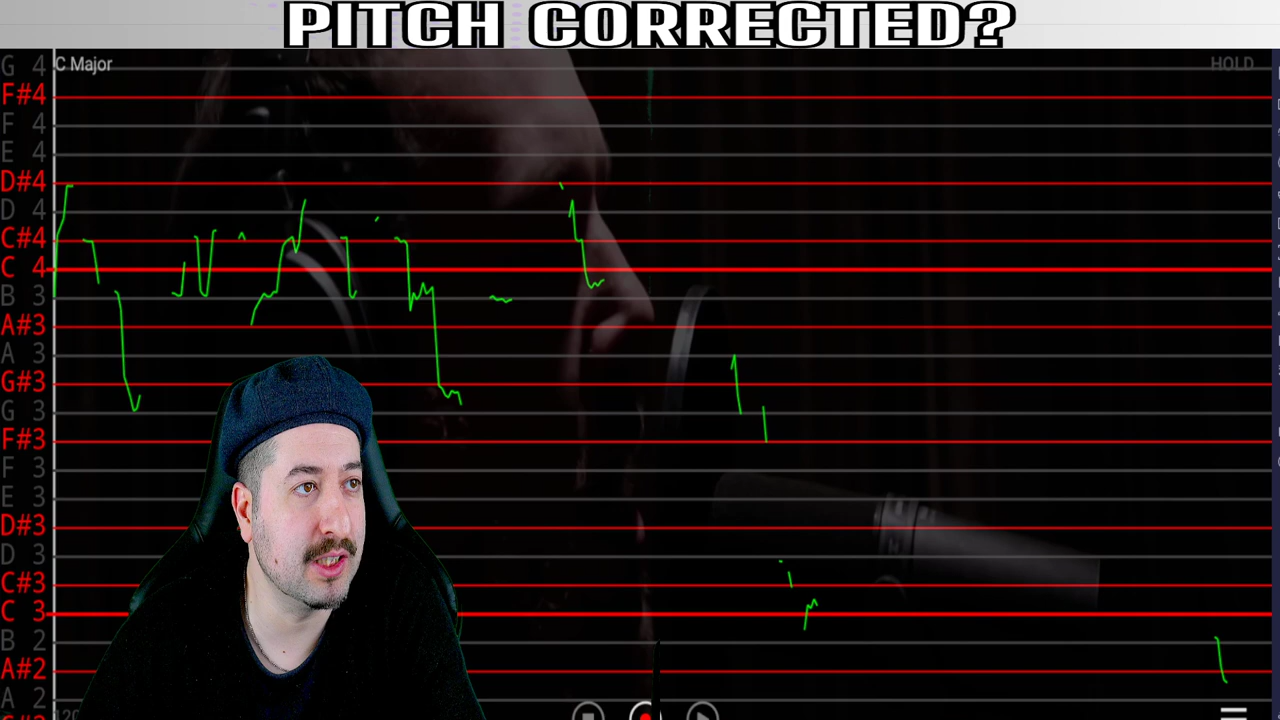 PITCH CORRECTED?
G 4
C Major
HOLD
F#4
F 4
E 4
D#4
D 4
C#4
C 4
B 3
A#3
A 3
G#3
G 3
F#3
F 3
E 3
D#3
D 3
C#3
C 3
B 2
A#2
A 2
120